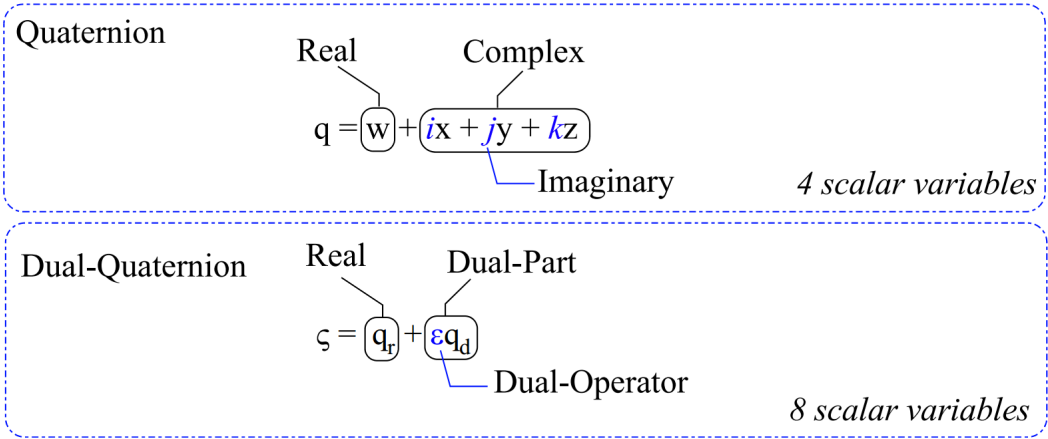 Quaternion
Real
Complex
q = w + ix + jy + kz
Imaginary
4 scalar variables
Dual-Quaternion
Real
Dual-Part
ς = qᵣ + εq_d
Dual-Operator
8 scalar variables